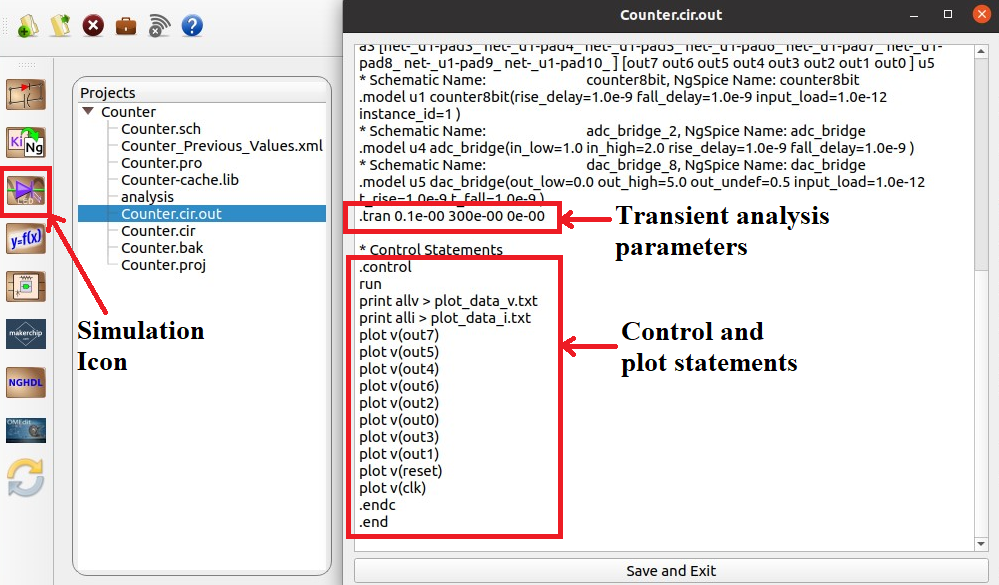 Counter.cir.out
Projects
Counter
Counter.sch
Counter_Previous_Values.xml
Counter.pro
Counter-cache.lib
analysis
Counter.cir.out
Counter.cir
Counter.bak
Counter.proj
Ki
Ng
y=f(x)
makerchip
NGHDL
OMEdit
Simulation
Icon
a3 [net-_u1-pad3_ net-_u1-pad4_ net-_u1-pad5_ net-_u1-pad6_ net-_u1-pad7_ net-_u1-
pad8_ net-_u1-pad9_ net-_u1-pad10_ ] [out7 out6 out5 out4 out3 out2 out1 out0 ] u5
* Schematic Name: counter8bit, NgSpice Name: counter8bit
.model u1 counter8bit(rise_delay=1.0e-9 fall_delay=1.0e-9 input_load=1.0e-12
instance_id=1 )
* Schematic Name: adc_bridge_2, NgSpice Name: adc_bridge
.model u4 adc_bridge(in_low=1.0 in_high=2.0 rise_delay=1.0e-9 fall_delay=1.0e-9 )
* Schematic Name: dac_bridge_8, NgSpice Name: dac_bridge
.model u5 dac_bridge(out_low=0.0 out_high=5.0 out_undef=0.5 input_load=1.0e-12
t_rise=1.0e-9 t_fall=1.0e-9 )
.tran 0.1e-00 300e-00 0e-00
Transient analysis
parameters
* Control Statements
.control
run
print allv > plot_data_v.txt
print alli > plot_data_i.txt
plot v(out7)
plot v(out5)
plot v(out4)
plot v(out6)
plot v(out2)
plot v(out0)
plot v(out3)
plot v(out1)
plot v(reset)
plot v(clk)
.endc
.end
Control and
plot statements
Save and Exit